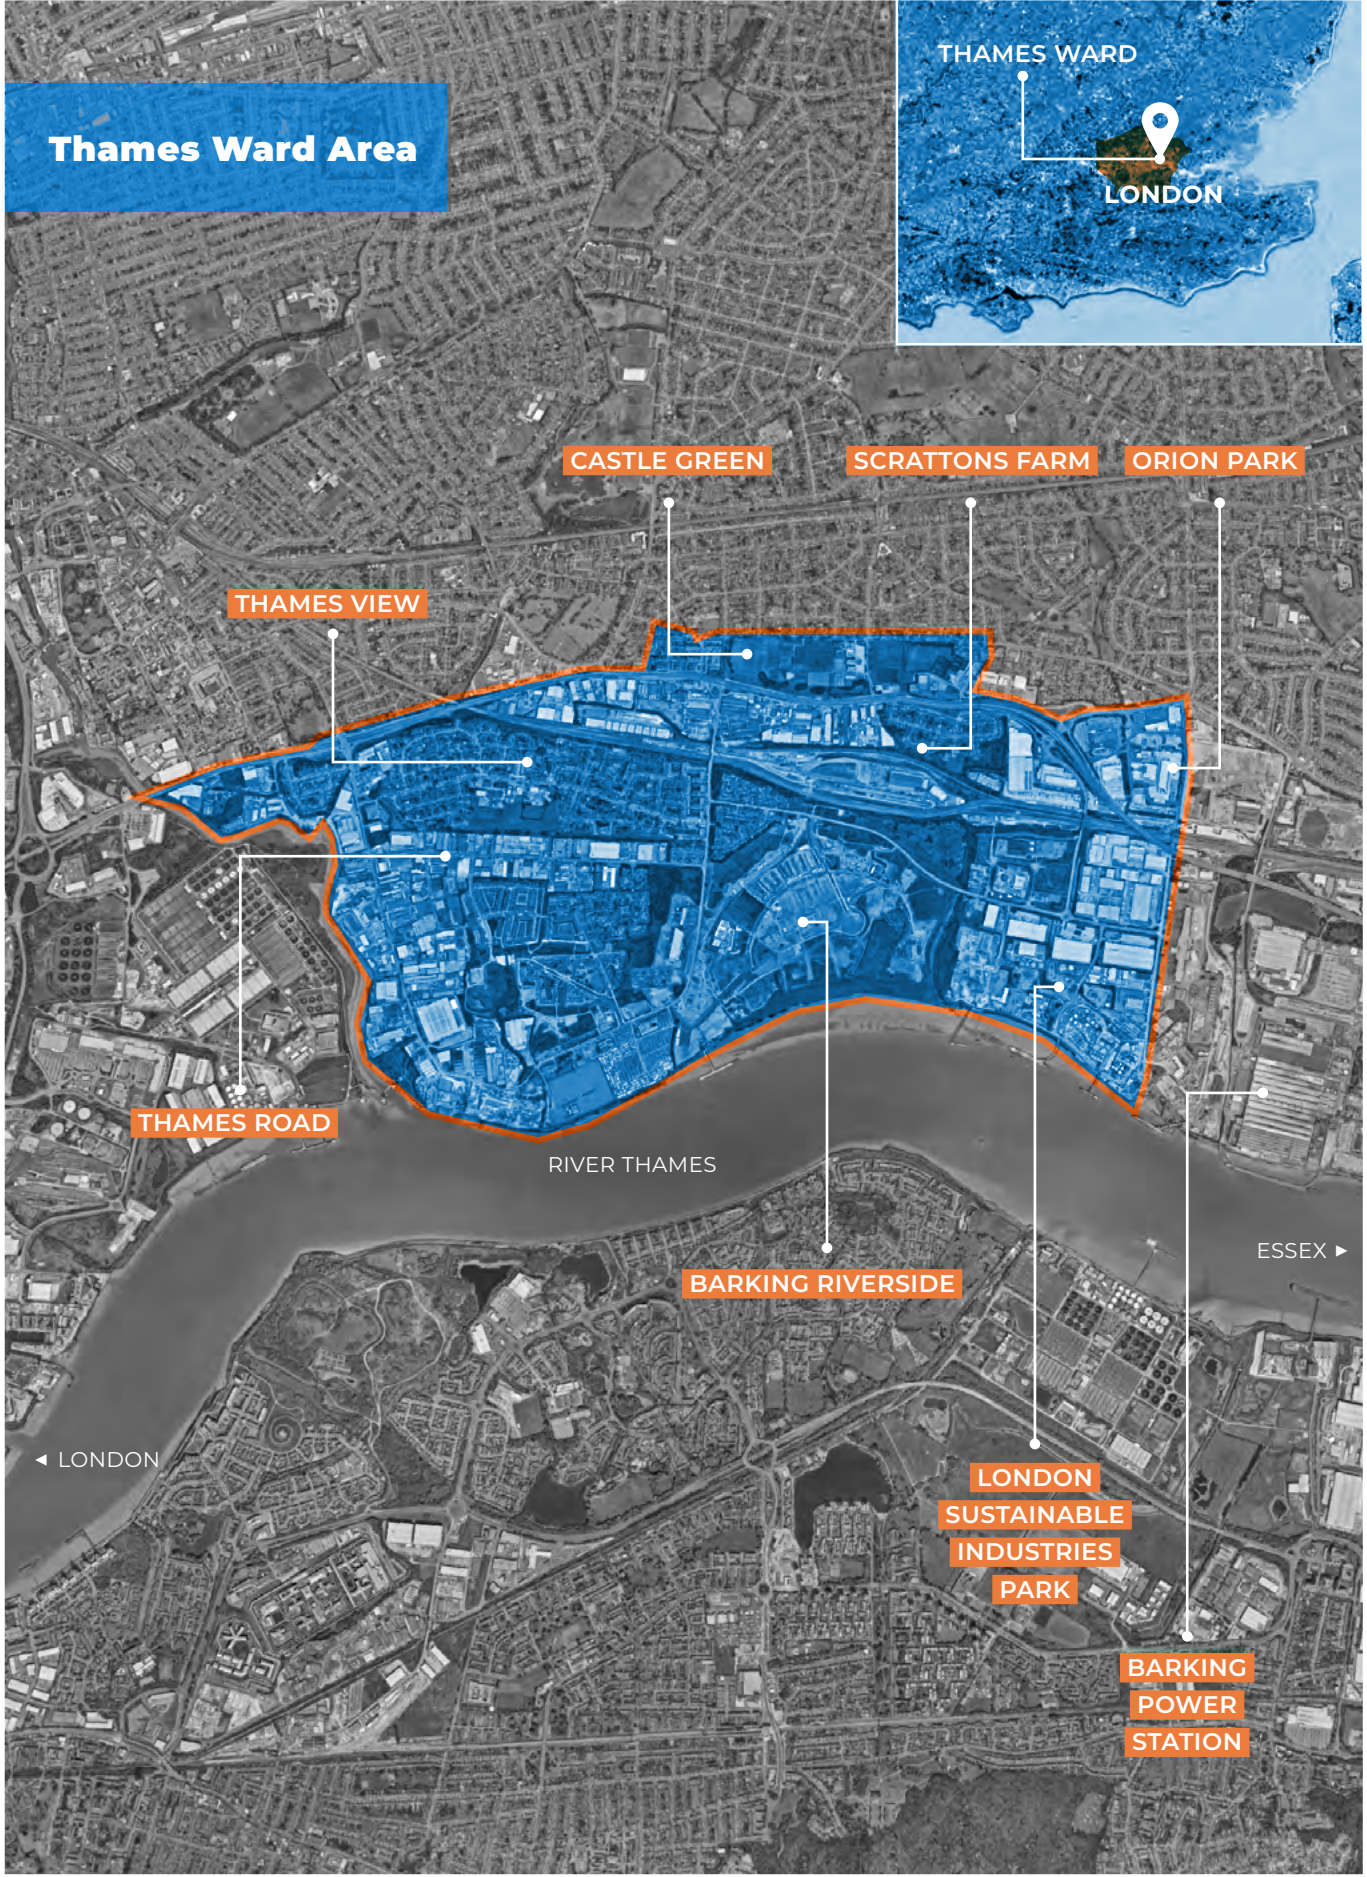 THAMES WARD
LONDON
Thames Ward Area
CASTLE GREEN
SCRATTONS FARM
ORION PARK
THAMES VIEW
THAMES ROAD
RIVER THAMES
ESSEX ►
BARKING RIVERSIDE
◄ LONDON
LONDON
SUSTAINABLE
INDUSTRIES
PARK
BARKING
POWER
STATION